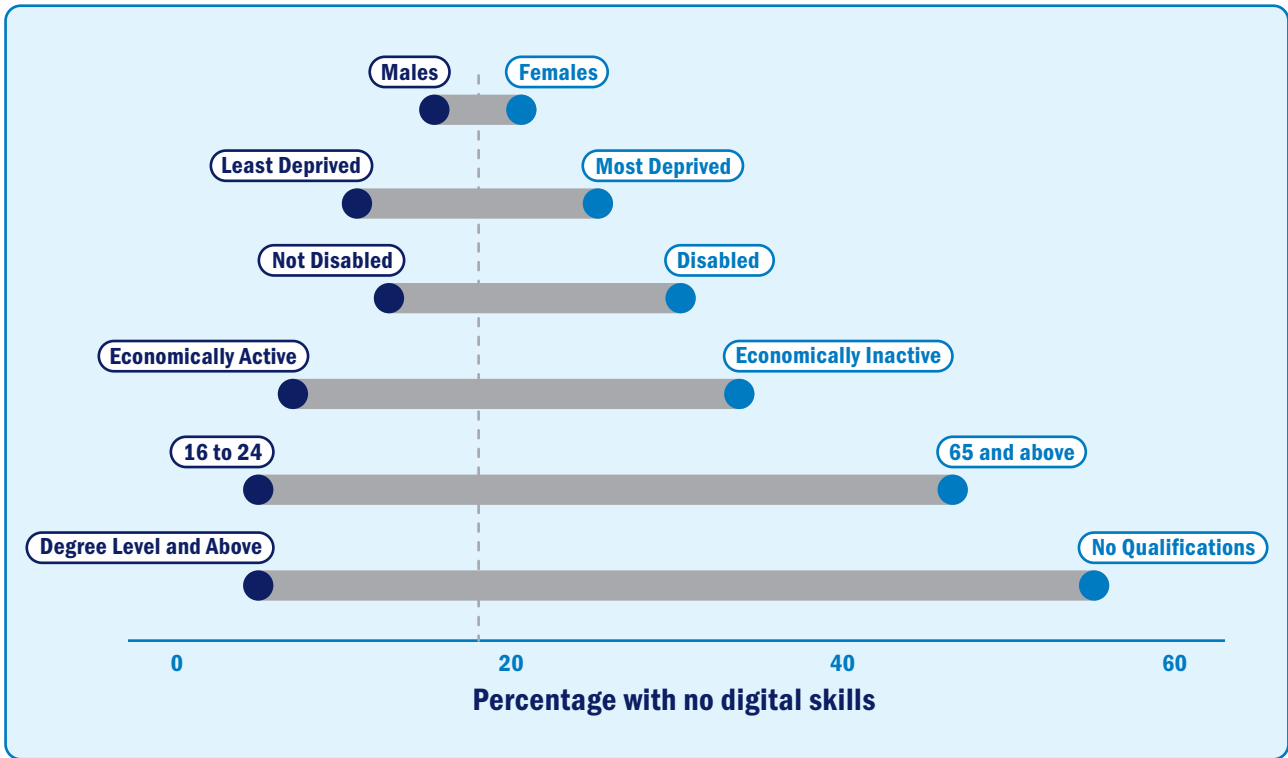 Males
Females
Least Deprived
Most Deprived
Not Disabled
Disabled
Economically Active
Economically Inactive
16 to 24
65 and above
Degree Level and Above
No Qualifications
0 20 40 60
Percentage with no digital skills